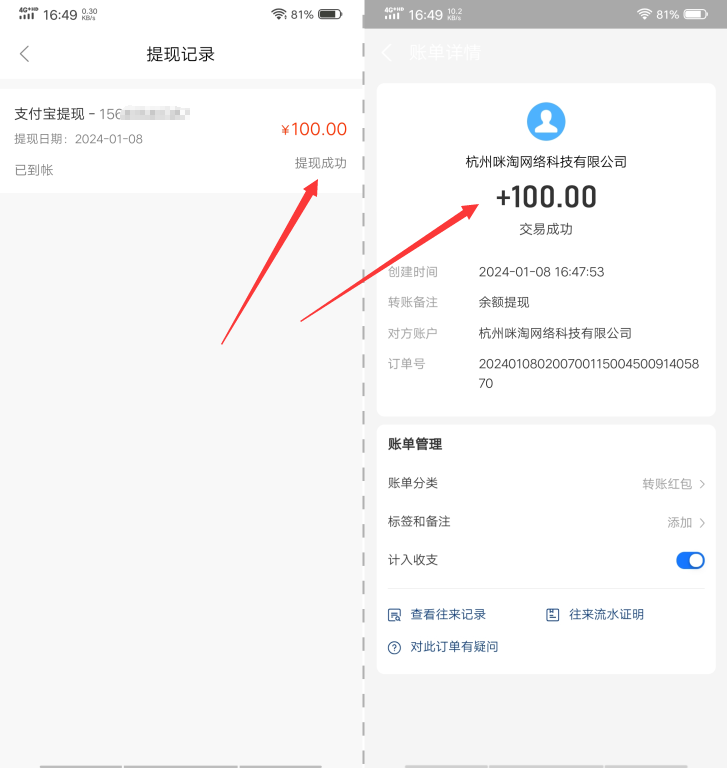 4G+HD 16:49 0.30 KB/s 81%
提现记录
支付宝提现 - 156
¥100.00
提现日期： 2024-01-08
提现成功
已到帐
4G+HD 16:49 10.2 KB/s 81%
账单详情
杭州咪淘网络科技有限公司
+100.00
交易成功
创建时间 2024-01-08 16:47:53
转账备注 余额提现
对方账户 杭州咪淘网络科技有限公司
订单号 202401080200700115004500914058
70
账单管理
账单分类 转账红包
标签和备注 添加
计入收支
查看往来记录 往来流水证明
对此订单有疑问